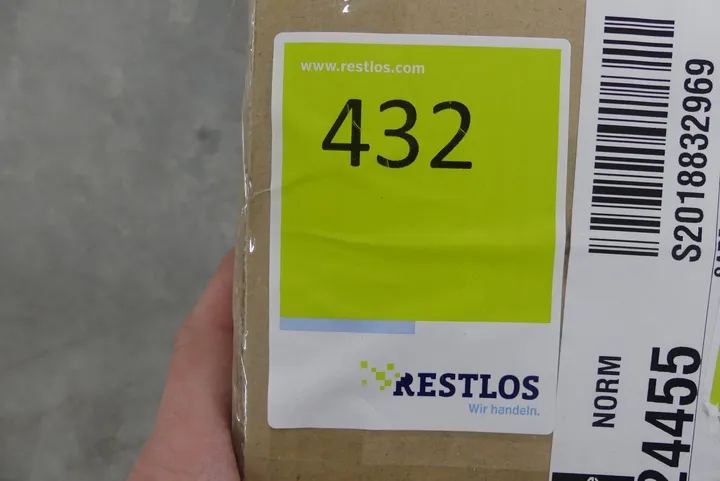 www.restlos.com
432
RESTLOS
Wir handeln.
S2018832969
NORM
24455